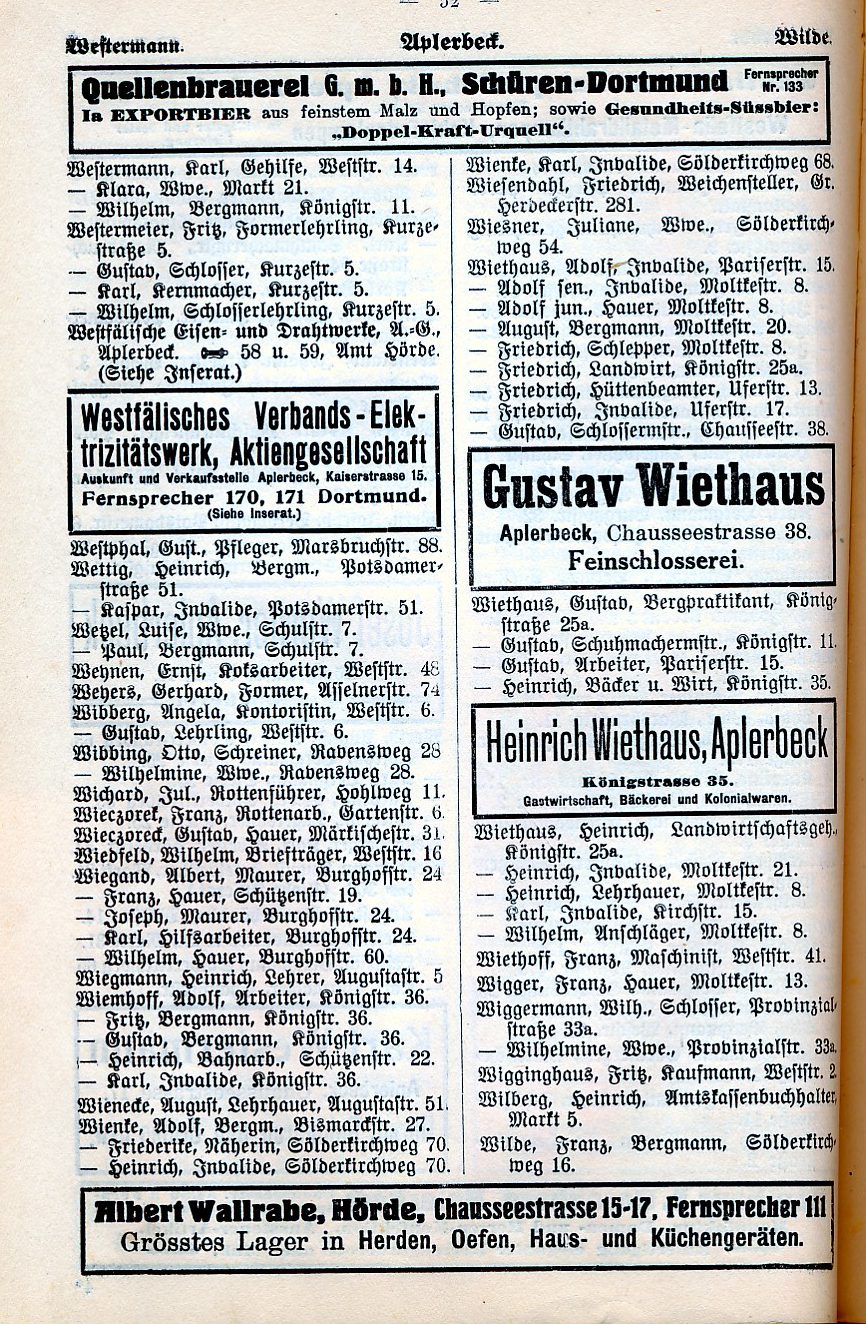 — 52 —
Westermann. Aplerbeck. Wilde.
Quellenbrauerei G. m. b. H., Schüren-Dortmund Fernsprecher Nr. 133
Ia EXPORTBIER aus feinstem Malz und Hopfen; sowie Gesundheits-Süssbier:
„Doppel-Kraft-Urquell“.
Westermann, Karl, Gehilfe, Weststr. 14.
— Klara, Wwe., Markt 21.
— Wilhelm, Bergmann, Königstr. 11.
Westermeier, Fritz, Formerlehrling, Kurze-
straße 5.
— Gustav, Schlosser, Kurzestr. 5.
— Karl, Kernmacher, Kurzestr. 5.
— Wilhelm, Schlosserlehrling, Kurzestr. 5.
Westfälische Eisen- und Drahtwerke, A.-G.,
Aplerbeck. 58 u. 59, Amt Hörde.
(Siehe Inserat.)
Westfälisches Verbands-Elek-
trizitätswerk, Aktiengesellschaft
Auskunft und Verkaufsstelle Aplerbeck, Kaiserstrasse 15.
Fernsprecher 170, 171 Dortmund.
(Siehe Inserat.)
Westphal, Gust., Pfleger, Marsbruchstr. 88.
Wettig, Heinrich, Bergm., Potsdamer-
straße 51.
— Kaspar, Invalide, Potsdamerstr. 51.
Wetzel, Luise, Wwe., Schulstr. 7.
— Paul, Bergmann, Schulstr. 7.
Weynen, Ernst, Koksarbeiter, Weststr. 48
Weyers, Gerhard, Former, Asselnerstr. 74
Wibberg, Angela, Kontoristin, Weststr. 6.
— Gustav, Lehrling, Weststr. 6.
Wibbing, Otto, Schreiner, Rabensweg 28
— Wilhelmine, Wwe., Rabensweg 28.
Wichard, Jul., Rottenführer, Hohlweg 11.
Wieczorek, Franz, Rottenarb., Gartenstr. 6.
Wieczoreck, Gustav, Hauer, Märkischestr. 31.
Wiedfeld, Wilhelm, Briefträger, Weststr. 16
Wiegand, Albert, Maurer, Burghofstr. 24
— Franz, Hauer, Schützenstr. 19.
— Joseph, Maurer, Burghofstr. 24.
— Karl, Hilfsarbeiter, Burghofstr. 24.
— Wilhelm, Hauer, Burghofstr. 60.
Wiegmann, Heinrich, Lehrer, Augustastr. 5
Wiemhoff, Adolf, Arbeiter, Königstr. 36.
— Fritz, Bergmann, Königstr. 36.
— Gustav, Bergmann, Königstr. 36.
— Heinrich, Bahnarb., Schützenstr. 22.
— Karl, Invalide, Königstr. 36.
Wienecke, August, Lehrhauer, Augustastr. 51.
Wienke, Adolf, Bergm., Bismarckstr. 27.
— Friederike, Näherin, Sölderkirchweg 70.
— Heinrich, Invalide, Sölderkirchweg 70.
Wienke, Karl, Invalide, Sölderkirchweg 68.
Wiesendahl, Friedrich, Weichensteller, Gr.
Herdeckerstr. 281.
Wiesner, Juliane, Wwe., Sölderkirch-
weg 54.
Wiethaus, Adolf, Invalide, Pariserstr. 15.
— Adolf sen., Invalide, Moltkestr. 8.
— Adolf jun., Hauer, Moltkestr. 8.
— August, Bergmann, Moltkestr. 20.
— Friedrich, Schlepper, Moltkestr. 8.
— Friedrich, Landwirt, Königstr. 25a.
— Friedrich, Hüttenbeamter, Uferstr. 13.
— Friedrich, Invalide, Uferstr. 17.
— Gustav, Schlossermstr., Chausseestr. 38.
Gustav Wiethaus
Aplerbeck, Chausseestrasse 38.
Feinschlosserei.
Wiethaus, Gustav, Bergpraktikant, König-
straße 25a.
— Gustav, Schuhmachermstr., Königstr. 11.
— Gustav, Arbeiter, Pariserstr. 15.
— Heinrich, Bäcker u. Wirt, Königstr. 35.
Heinrich Wiethaus, Aplerbeck
Königstrasse 35.
Gastwirtschaft, Bäckerei und Kolonialwaren.
Wiethaus, Heinrich, Landwirtschaftsgeh.,
Königstr. 25a.
— Heinrich, Invalide, Moltkestr. 21.
— Heinrich, Lehrhauer, Moltkestr. 8.
— Karl, Invalide, Kirchstr. 15.
— Wilhelm, Anschläger, Moltkestr. 8.
Wiethoff, Franz, Maschinist, Weststr. 41.
Wigger, Franz, Hauer, Moltkestr. 13.
Wiggermann, Wilh., Schlosser, Provinzial-
straße 33a.
— Wilhelmine, Wwe., Provinzialstr. 33a.
Wigginghaus, Fritz, Kaufmann, Weststr. 2
Wilberg, Heinrich, Amtskassenbuchhalter,
Markt 5.
Wilde, Franz, Bergmann, Sölderkirch-
weg 16.
Albert Wallrabe, Hörde, Chausseestrasse 15-17, Fernsprecher 111
Grösstes Lager in Herden, Oefen, Haus- und Küchengeräten.